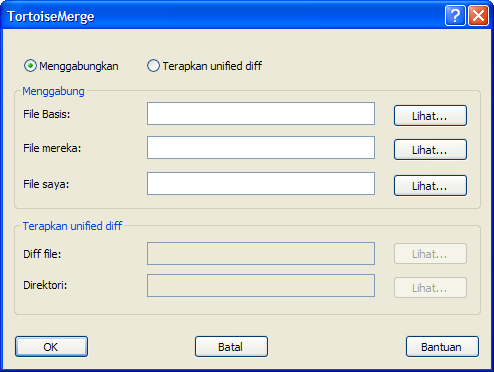 TortoiseMerge
Menggabungkan Terapkan unified diff
Menggabung
File Basis: Lihat...
File mereka: Lihat...
File saya: Lihat...
Terapkan unified diff
Diff file: Lihat...
Direktori: Lihat...
OK Batal Bantuan